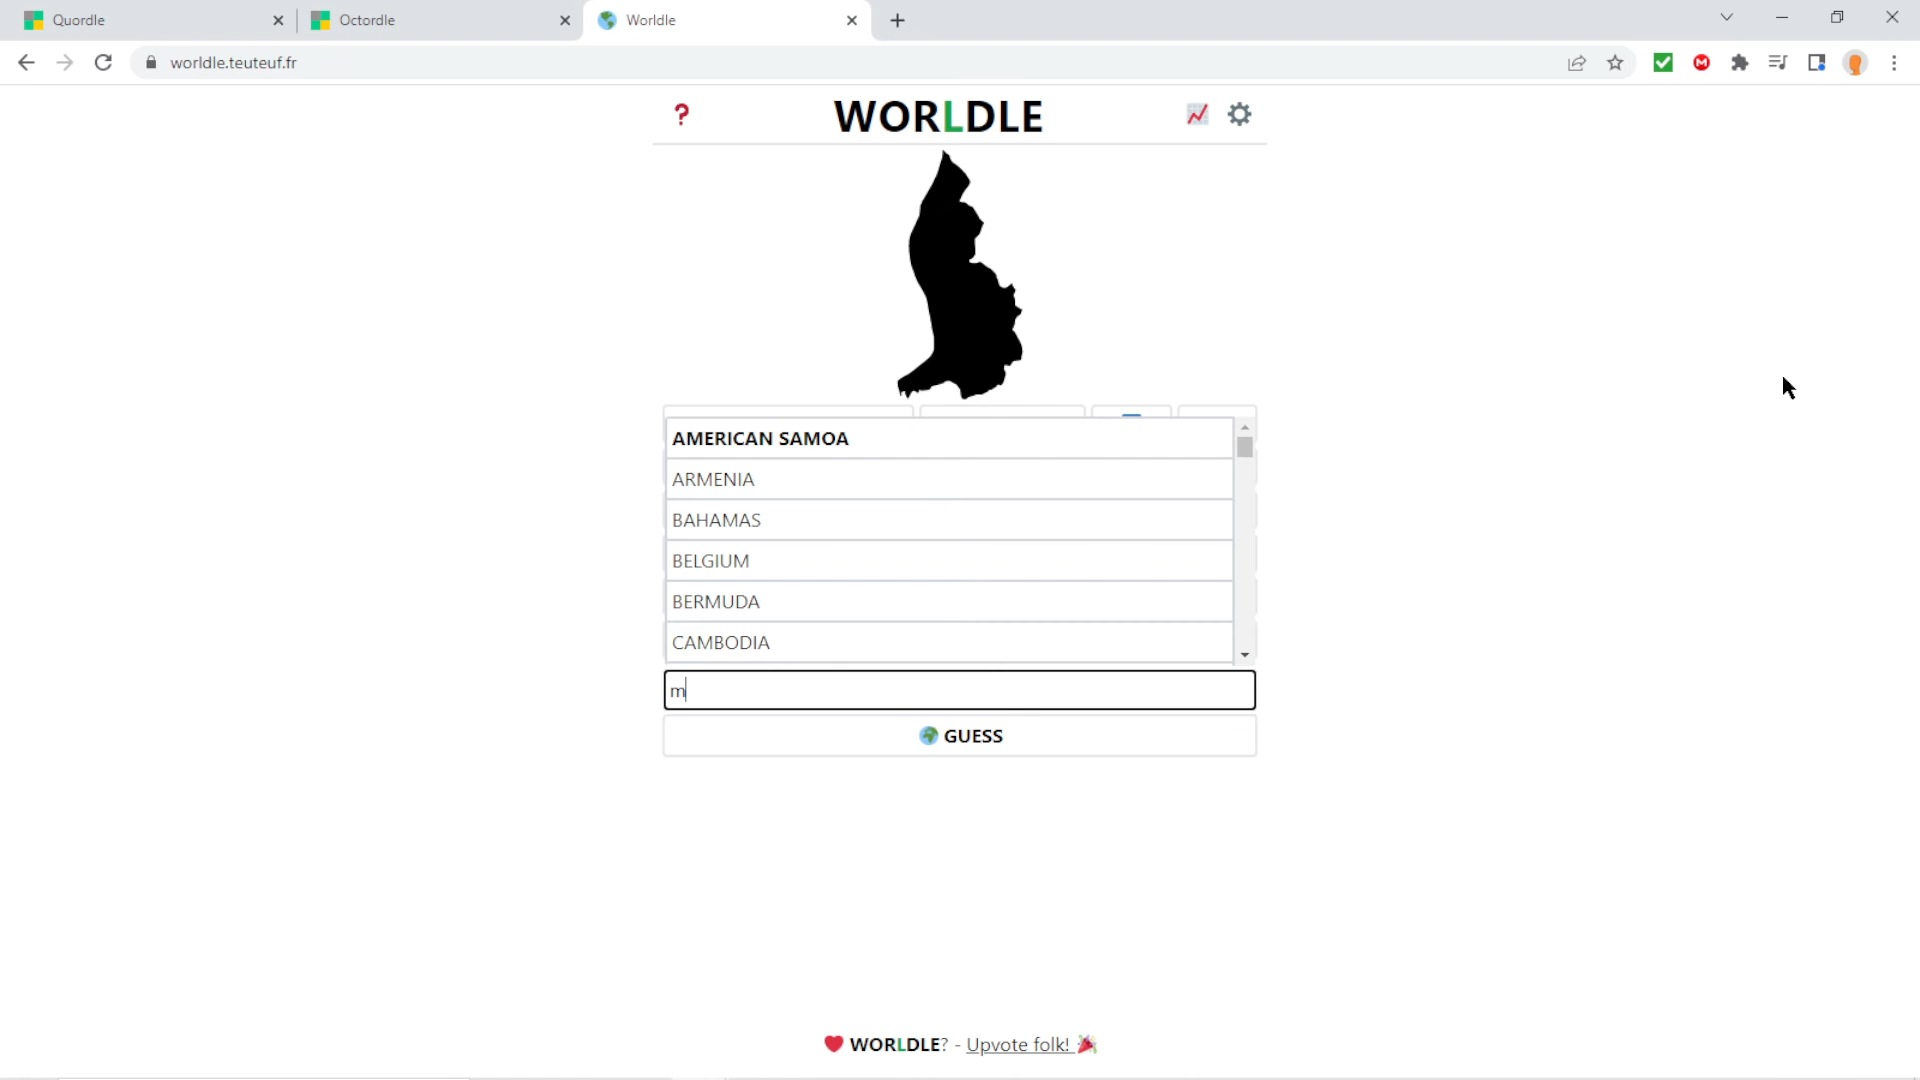 Quordle
Octordle
Worldle
worldle.teuteuf.fr
?
WORLDLE
AMERICAN SAMOA
ARMENIA
BAHAMAS
BELGIUM
BERMUDA
CAMBODIA
m
GUESS
WORLDLE? - Upvote folk!